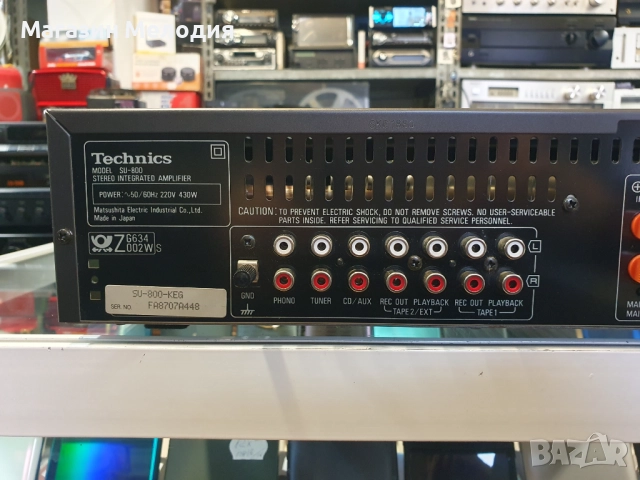 Магазин Мелодия
Technics
MODEL SU-800
STEREO INTEGRATED AMPLIFIER
POWER: ∿50/60Hz 220V 430W
Matsushita Electric Industrial Co., Ltd.
Made in Japan
Z G634 002W S
SU-800-KEG
SER.NO. FA8707A448
CAUTION: TO PREVENT ELECTRIC SHOCK, DO NOT REMOVE SCREWS. NO USER-SERVICEABLE
PARTS INSIDE. REFER SERVICING TO QUALIFIED SERVICE PERSONNEL.
L
R
GND PHONO TUNER CD/AUX REC OUT PLAYBACK REC OUT PLAYBACK
TAPE2/EXT TAPE1
bazar